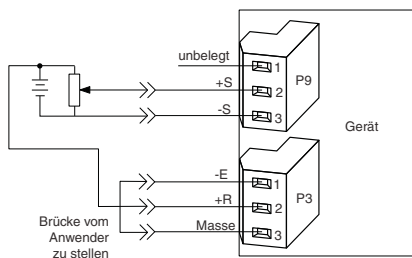 unbelegt
1
P9
+S
2
-S
3
Gerät
-E
1
P3
+R
2
Masse
3
Brücke vom
Anwender
zu stellen